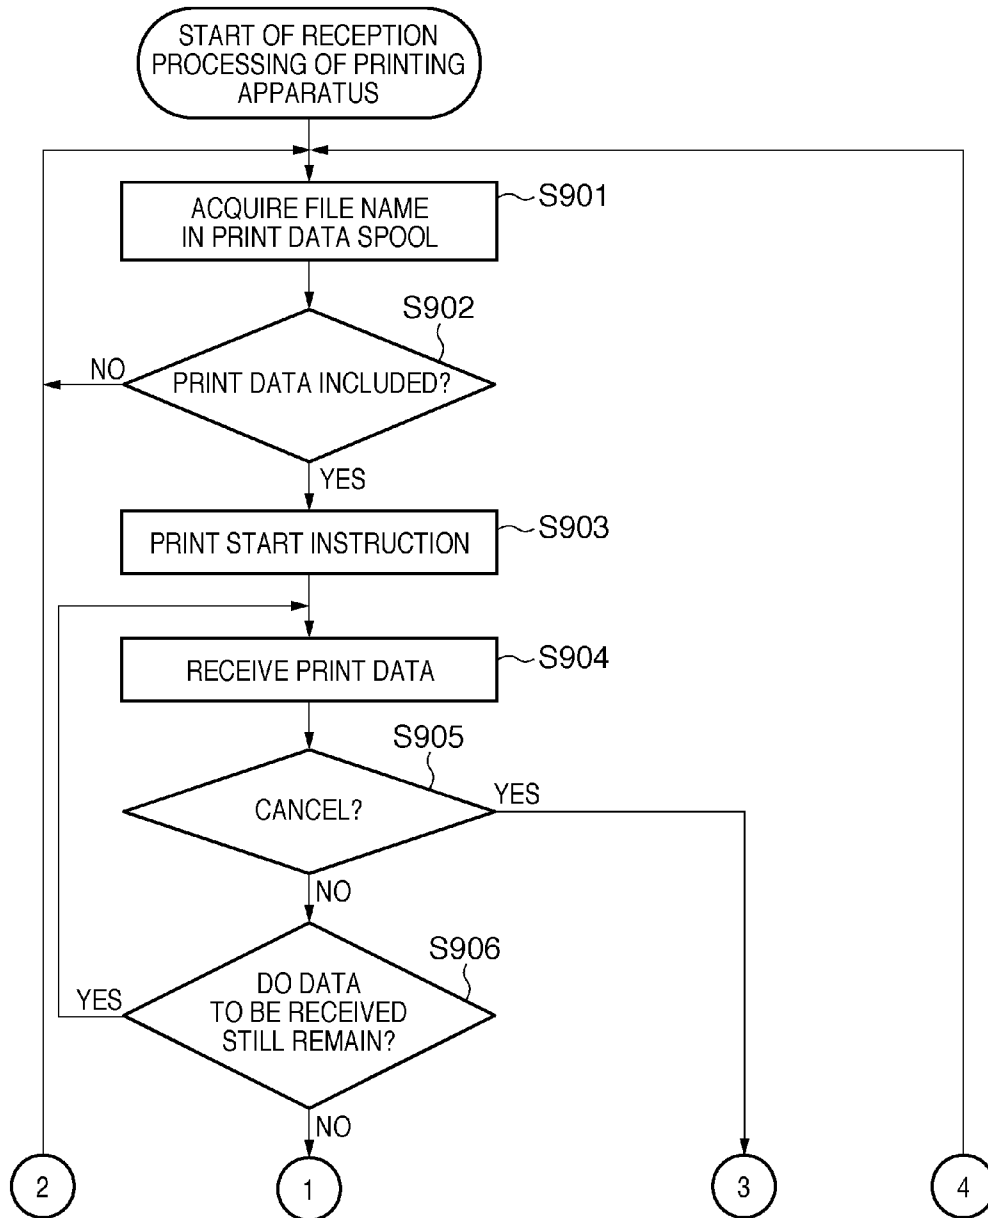 START OF RECEPTION
PROCESSING OF PRINTING
APPARATUS
ACQUIRE FILE NAME
IN PRINT DATA SPOOL
S901
S902
NO
PRINT DATA INCLUDED?
YES
PRINT START INSTRUCTION
S903
RECEIVE PRINT DATA
S904
S905
CANCEL?
YES
NO
S906
YES
DO DATA
TO BE RECEIVED
STILL REMAIN?
NO
2
1
3
4